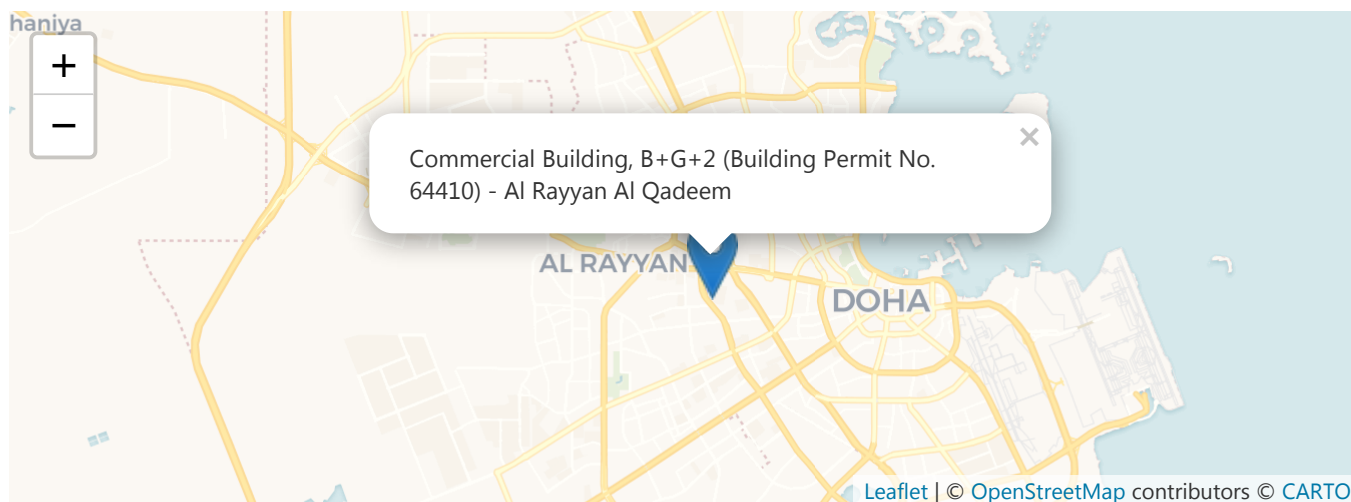 haniya
+
−
×
Commercial Building, B+G+2 (Building Permit No.
64410) - Al Rayyan Al Qadeem
AL RAYYAN
DOHA
Leaflet | © OpenStreetMap contributors © CARTO